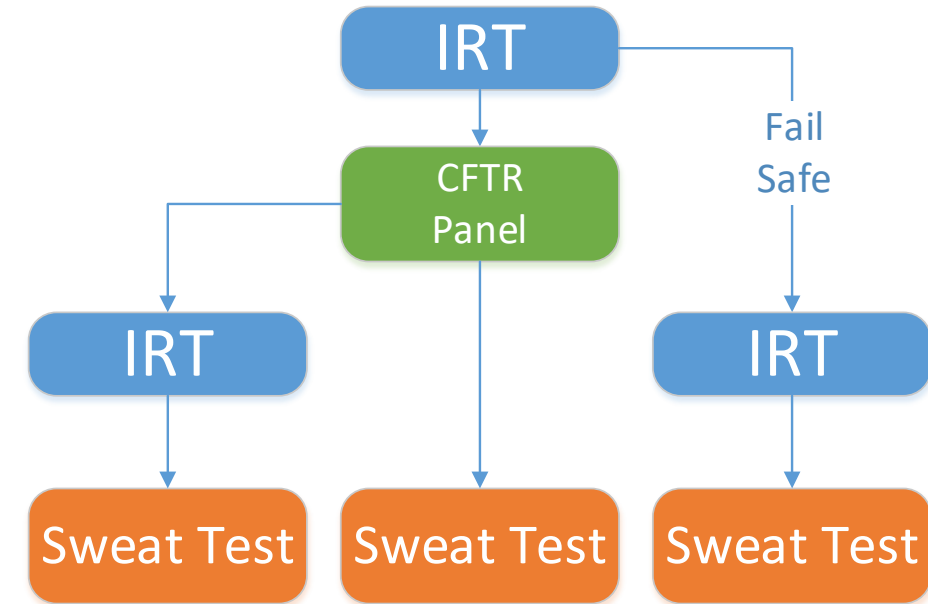 IRT
Fail
Safe
CFTR
Panel
IRT
IRT
Sweat Test
Sweat Test
Sweat Test